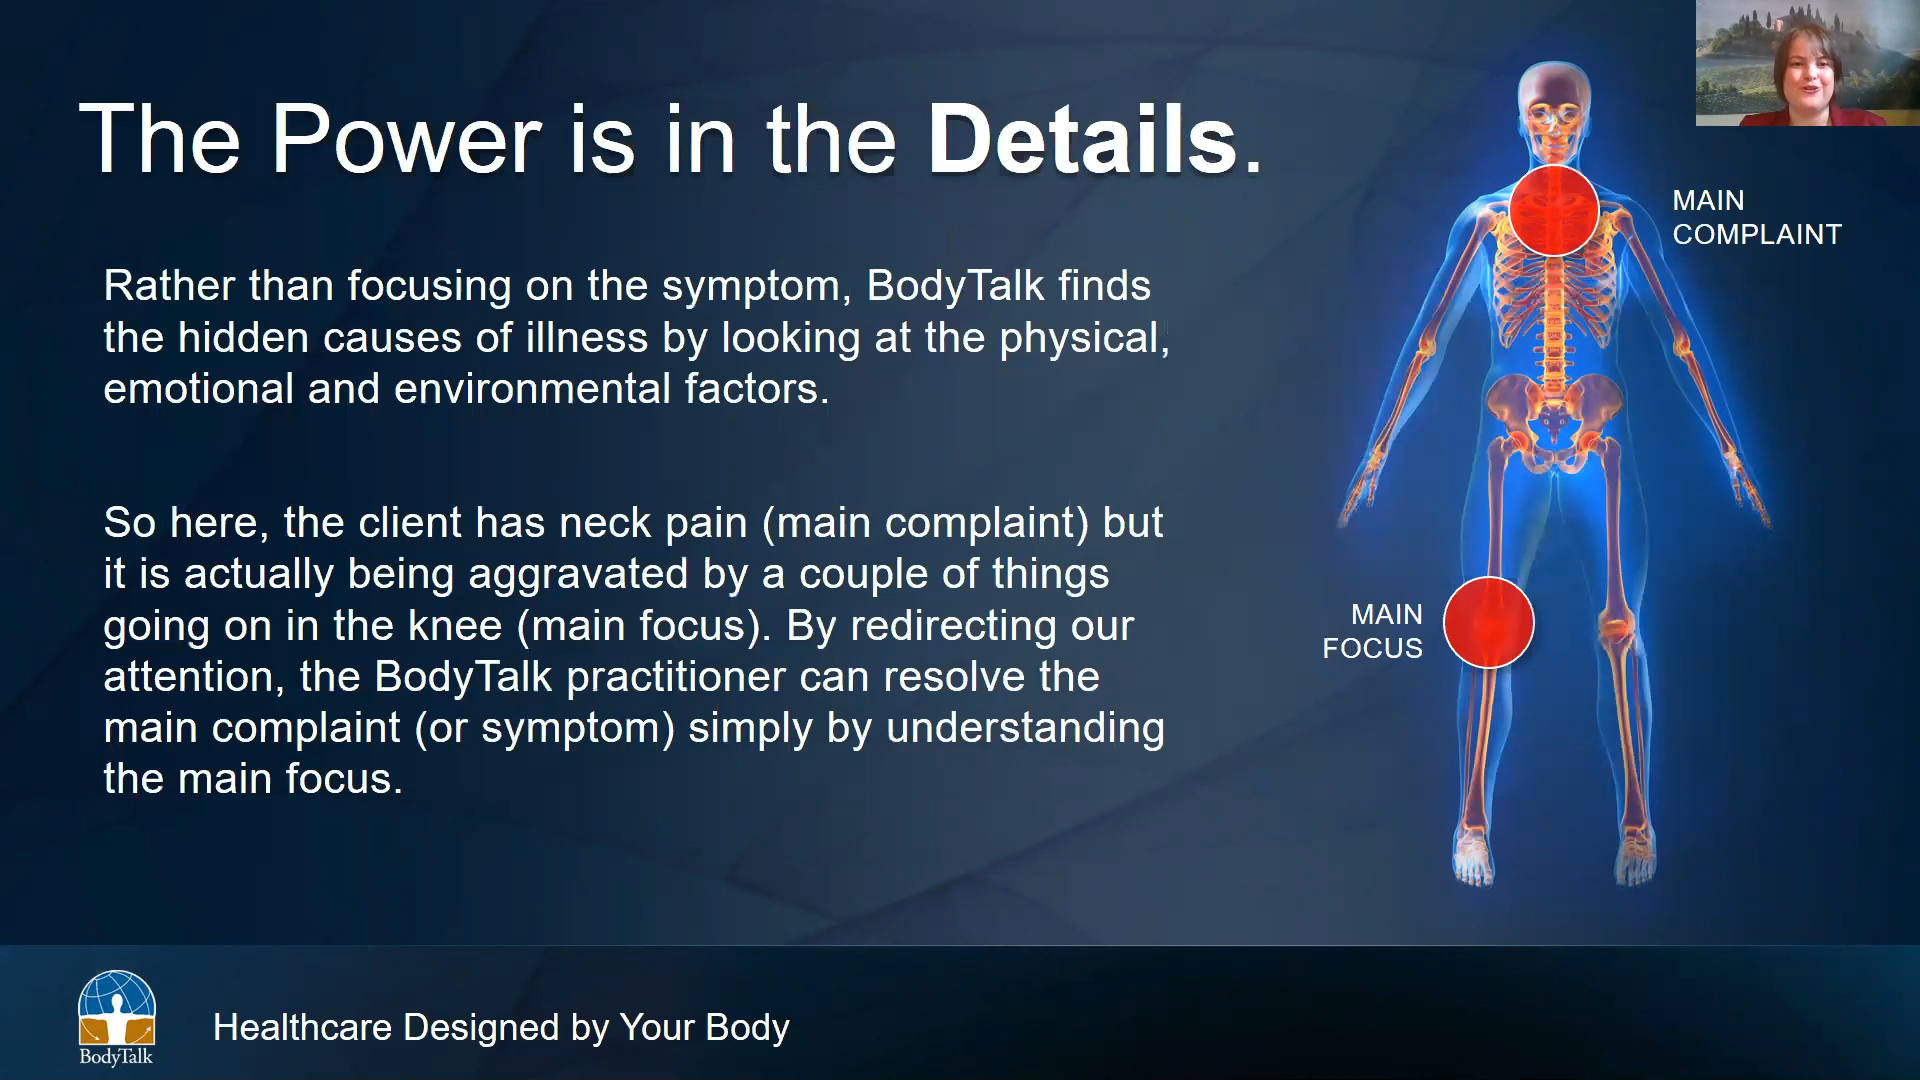 The Power is in the Details.
MAIN
COMPLAINT
Rather than focusing on the symptom, BodyTalk finds
the hidden causes of illness by looking at the physical,
emotional and environmental factors.
So here, the client has neck pain (main complaint) but
it is actually being aggravated by a couple of things
going on in the knee (main focus). By redirecting our
attention, the BodyTalk practitioner can resolve the
main complaint (or symptom) simply by understanding
the main focus.
MAIN
FOCUS
BodyTalk
Healthcare Designed by Your Body